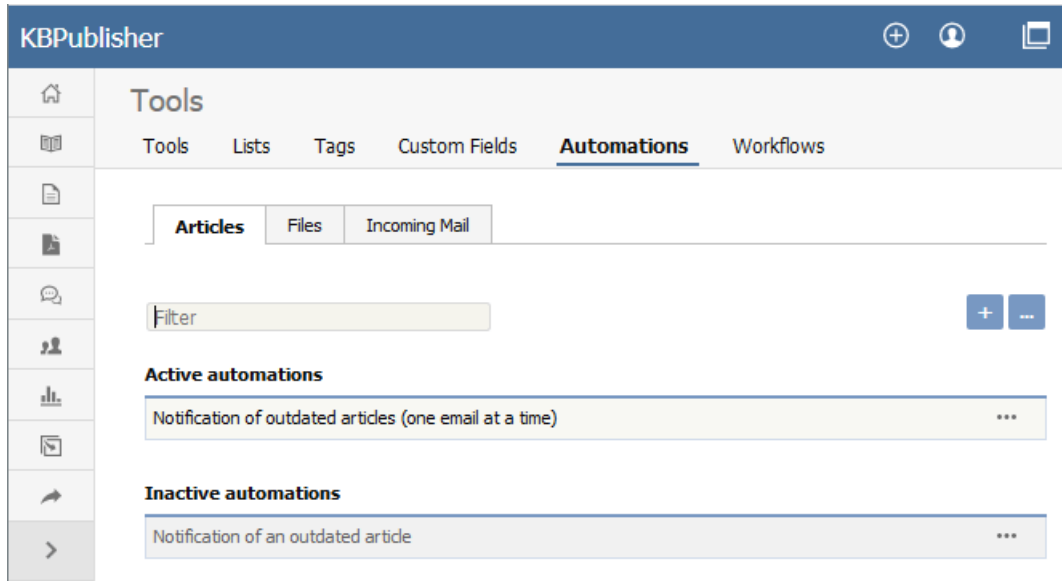 KBPublisher
Tools
Tools Lists Tags Custom Fields Automations Workflows
Articles Files Incoming Mail
Filter
+ ...
Active automations
Notification of outdated articles (one email at a time) •••
Inactive automations
Notification of an outdated article •••